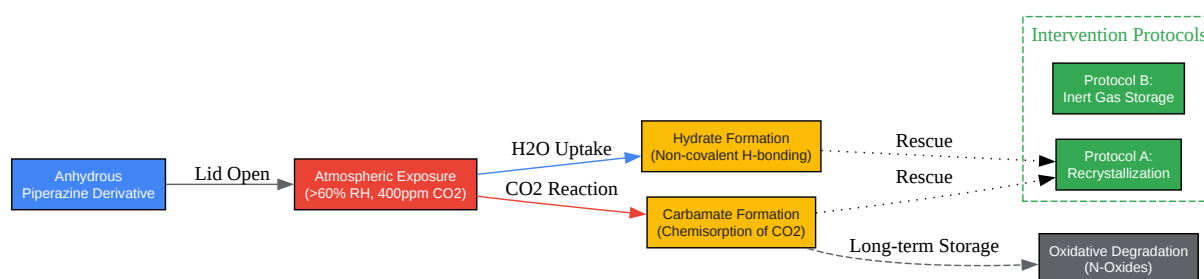 Intervention Protocols
Protocol B:
Inert Gas Storage
Anhydrous
Piperazine Derivative
Lid Open
Atmospheric Exposure
(>60% RH, 400ppm CO2)
H2O Uptake
CO2 Reaction
Hydrate Formation
(Non-covalent H-bonding)
Carbamate Formation
(Chemisorption of CO2)
Rescue
Rescue
Protocol A:
Recrystallization
Long-term Storage
Oxidative Degradation
(N-Oxides)